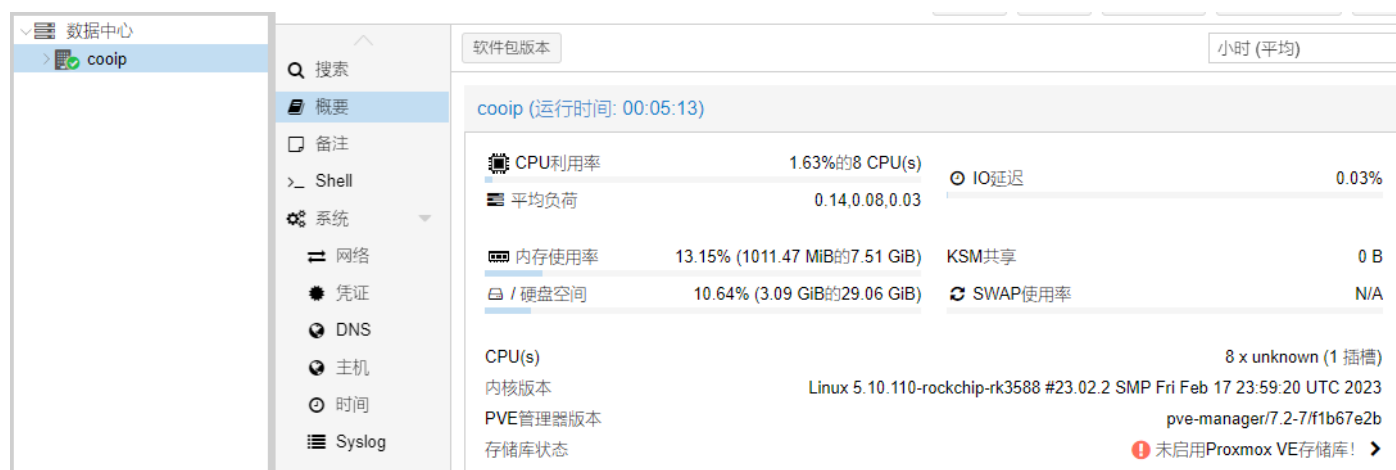 数据中心
cooip
搜索
概要
备注
>_ Shell
系统
网络
凭证
DNS
主机
时间
Syslog
软件包版本
小时 (平均)
cooip (运行时间: 00:05:13)
CPU利用率 1.63%的8 CPU(s)
IO延迟 0.03%
平均负荷 0.14,0.08,0.03
内存使用率 13.15% (1011.47 MiB的7.51 GiB)
KSM共享 0 B
/ 硬盘空间 10.64% (3.09 GiB的29.06 GiB)
SWAP使用率 N/A
CPU(s) 8 x unknown (1 插槽)
内核版本 Linux 5.10.110-rockchip-rk3588 #23.02.2 SMP Fri Feb 17 23:59:20 UTC 2023
PVE管理器版本 pve-manager/7.2-7/f1b67e2b
存储库状态 未启用Proxmox VE存储库!